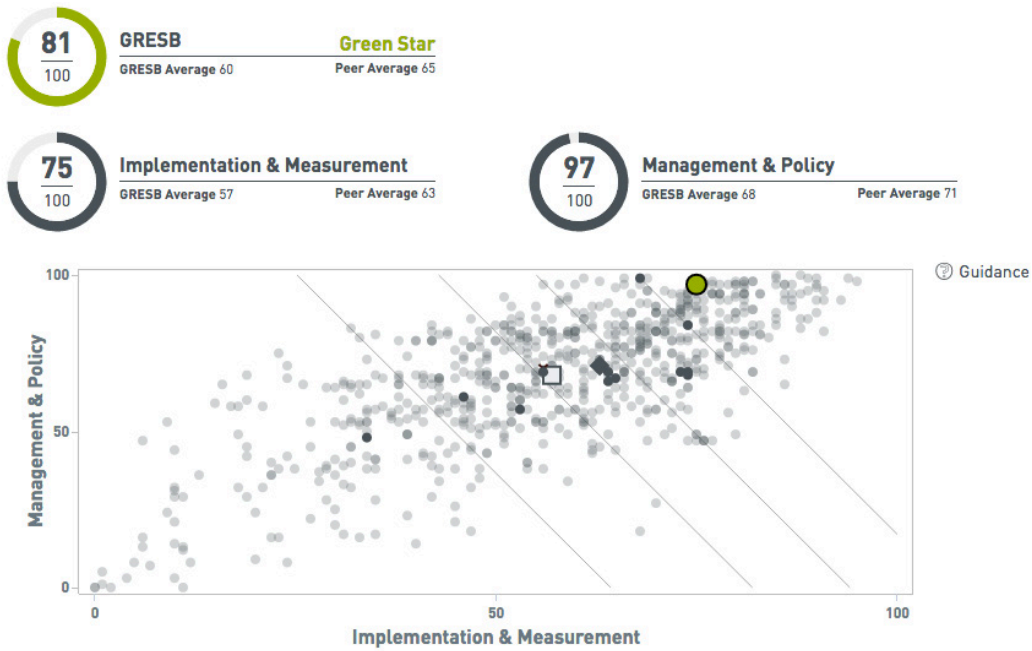 81
100
GRESB
Green Star
GRESB Average 60
Peer Average 65
75
100
Implementation & Measurement
GRESB Average 57
Peer Average 63
97
100
Management & Policy
GRESB Average 68
Peer Average 71
? Guidance
Management & Policy
100
50
0
0
50
100
Implementation & Measurement